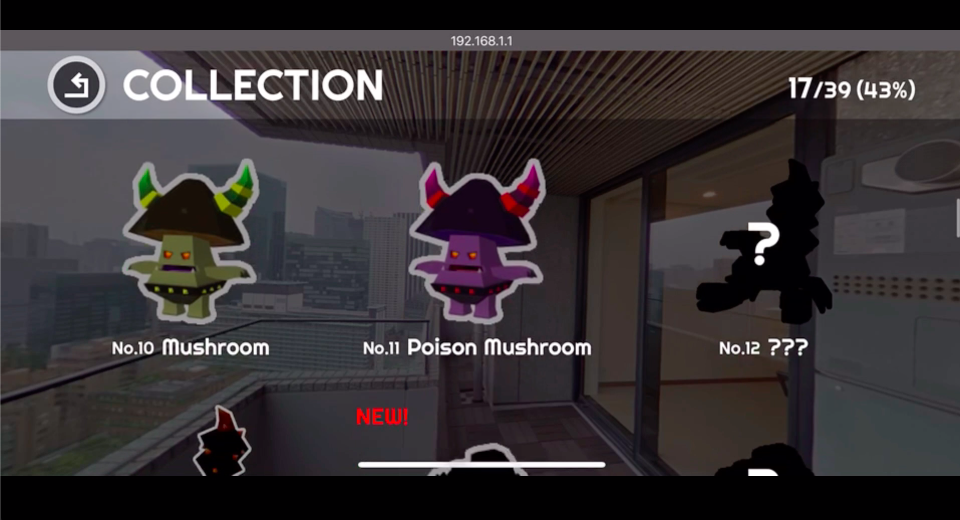 192.168.1.1
COLLECTION
17/39 (43%)
No.10 Mushroom
No.11 Poison Mushroom
?
No.12 ???
NEW!